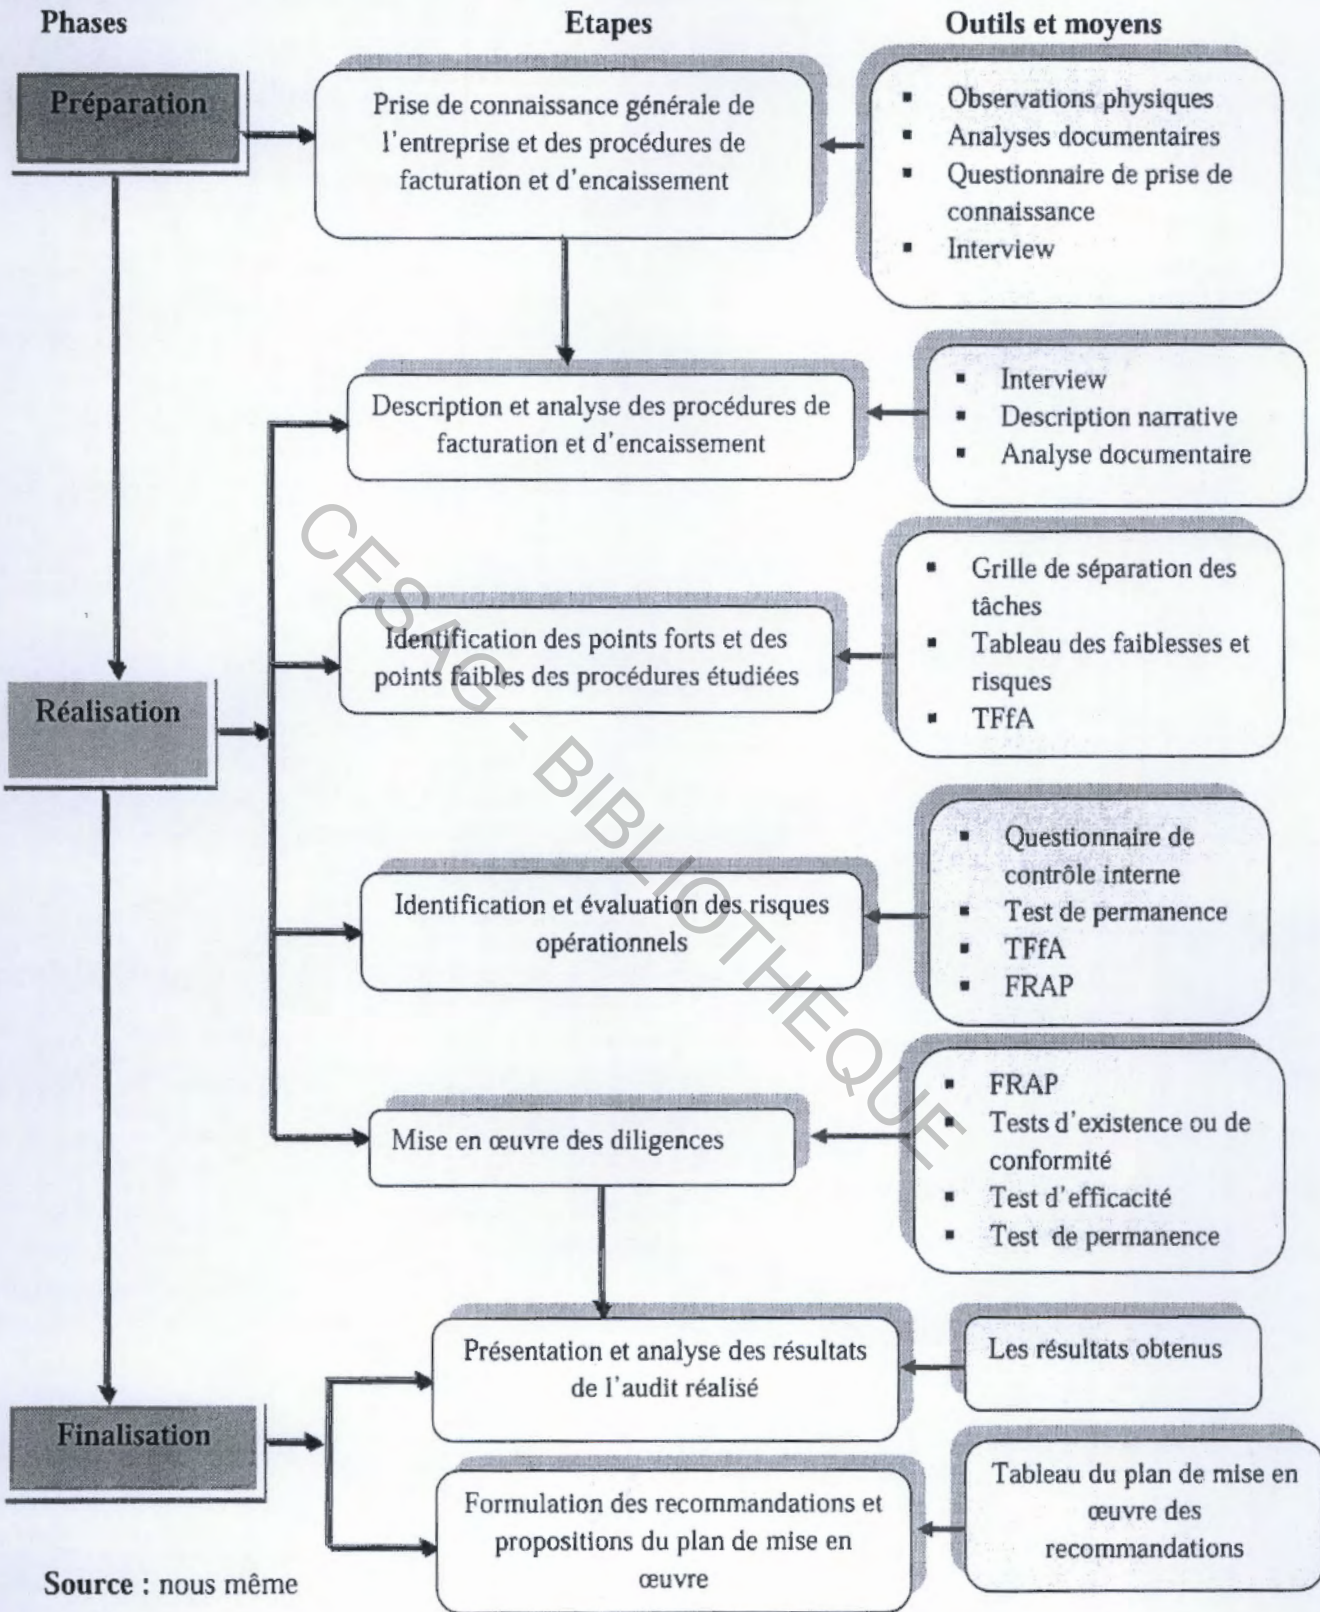 Phases Etapes Outils et moyens
Préparation
Prise de connaissance générale de
l'entreprise et des procédures de
facturation et d'encaissement
▪ Observations physiques
▪ Analyses documentaires
▪ Questionnaire de prise de
connaissance
▪ Interview
Description et analyse des procédures de
facturation et d'encaissement
▪ Interview
▪ Description narrative
▪ Analyse documentaire
Réalisation
Identification des points forts et des
points faibles des procédures étudiées
▪ Grille de séparation des
tâches
▪ Tableau des faiblesses et
risques
▪ TFfA
Identification et évaluation des risques
opérationnels
▪ Questionnaire de
contrôle interne
▪ Test de permanence
▪ TFfA
▪ FRAP
Mise en œuvre des diligences
▪ FRAP
▪ Tests d'existence ou de
conformité
▪ Test d'efficacité
▪ Test de permanence
Finalisation
Présentation et analyse des résultats
de l'audit réalisé
Les résultats obtenus
Formulation des recommandations et
propositions du plan de mise en
œuvre
Tableau du plan de mise en
œuvre des
recommandations
Source : nous même
CESAG - BIBLIOTHEQUE